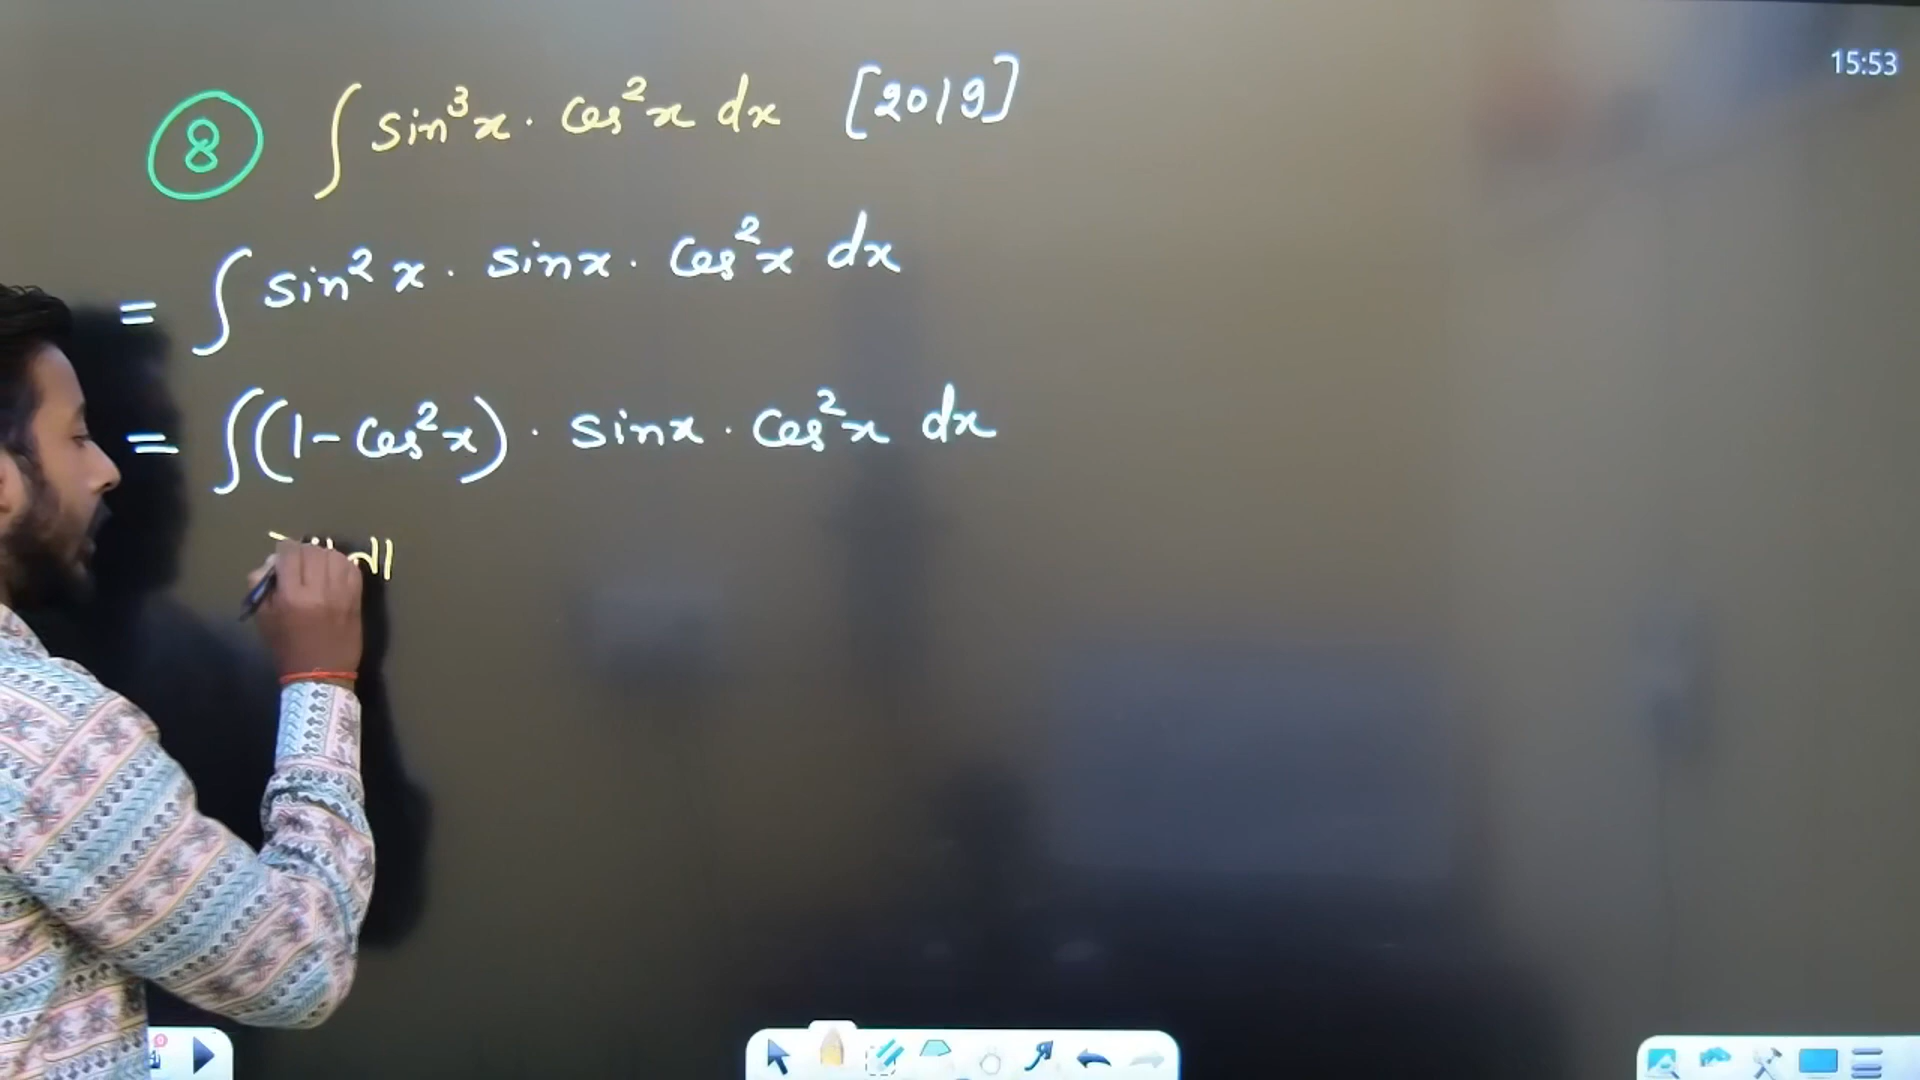 15:53
8 ∫ sin³x · cos²x dx [2019]
= ∫ sin²x · sinx · cos²x dx
= ∫(1-cos²x) · sinx · cos²x dx